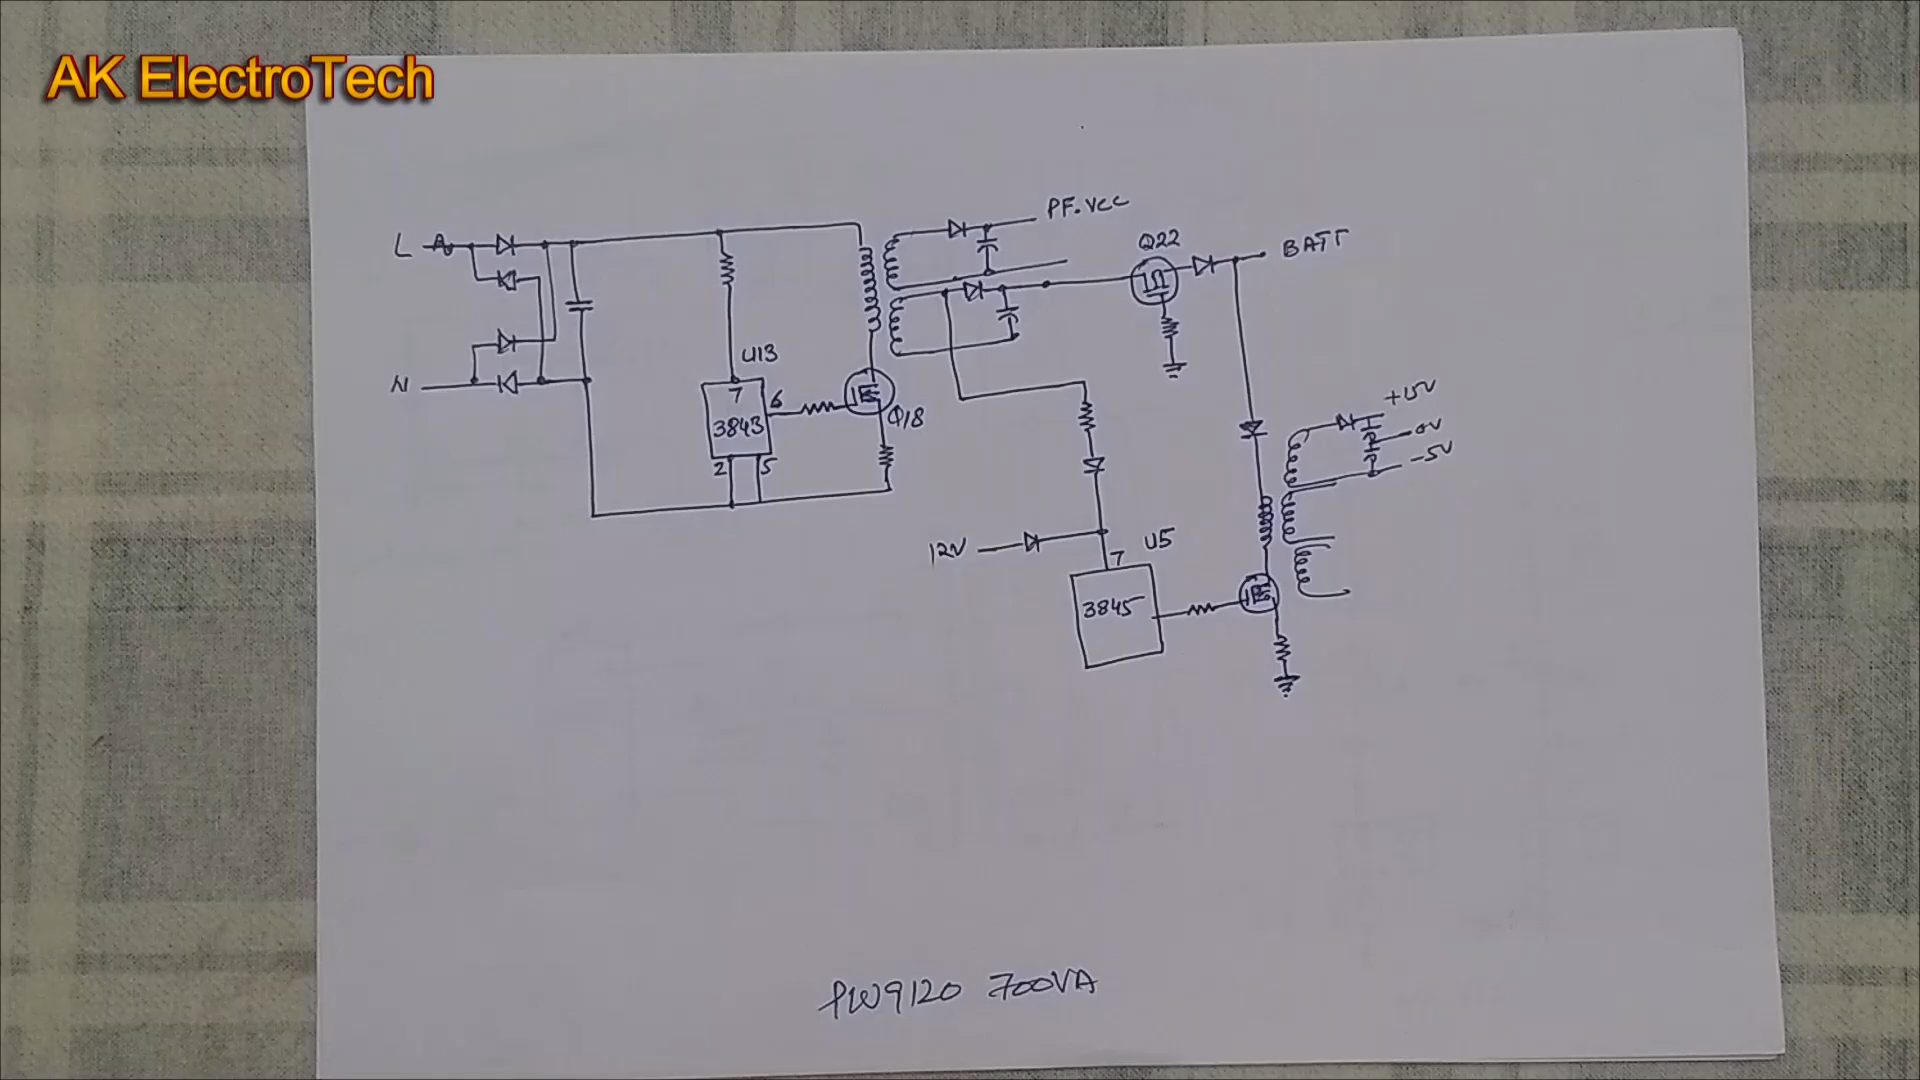 AK ElectroTech
PF.VCC
L
Q22
BATT
N
U13
7
6
3843
Q18
2
5
+15V
0V
-5V
12V
7
U5
3845
PW9120 700VA